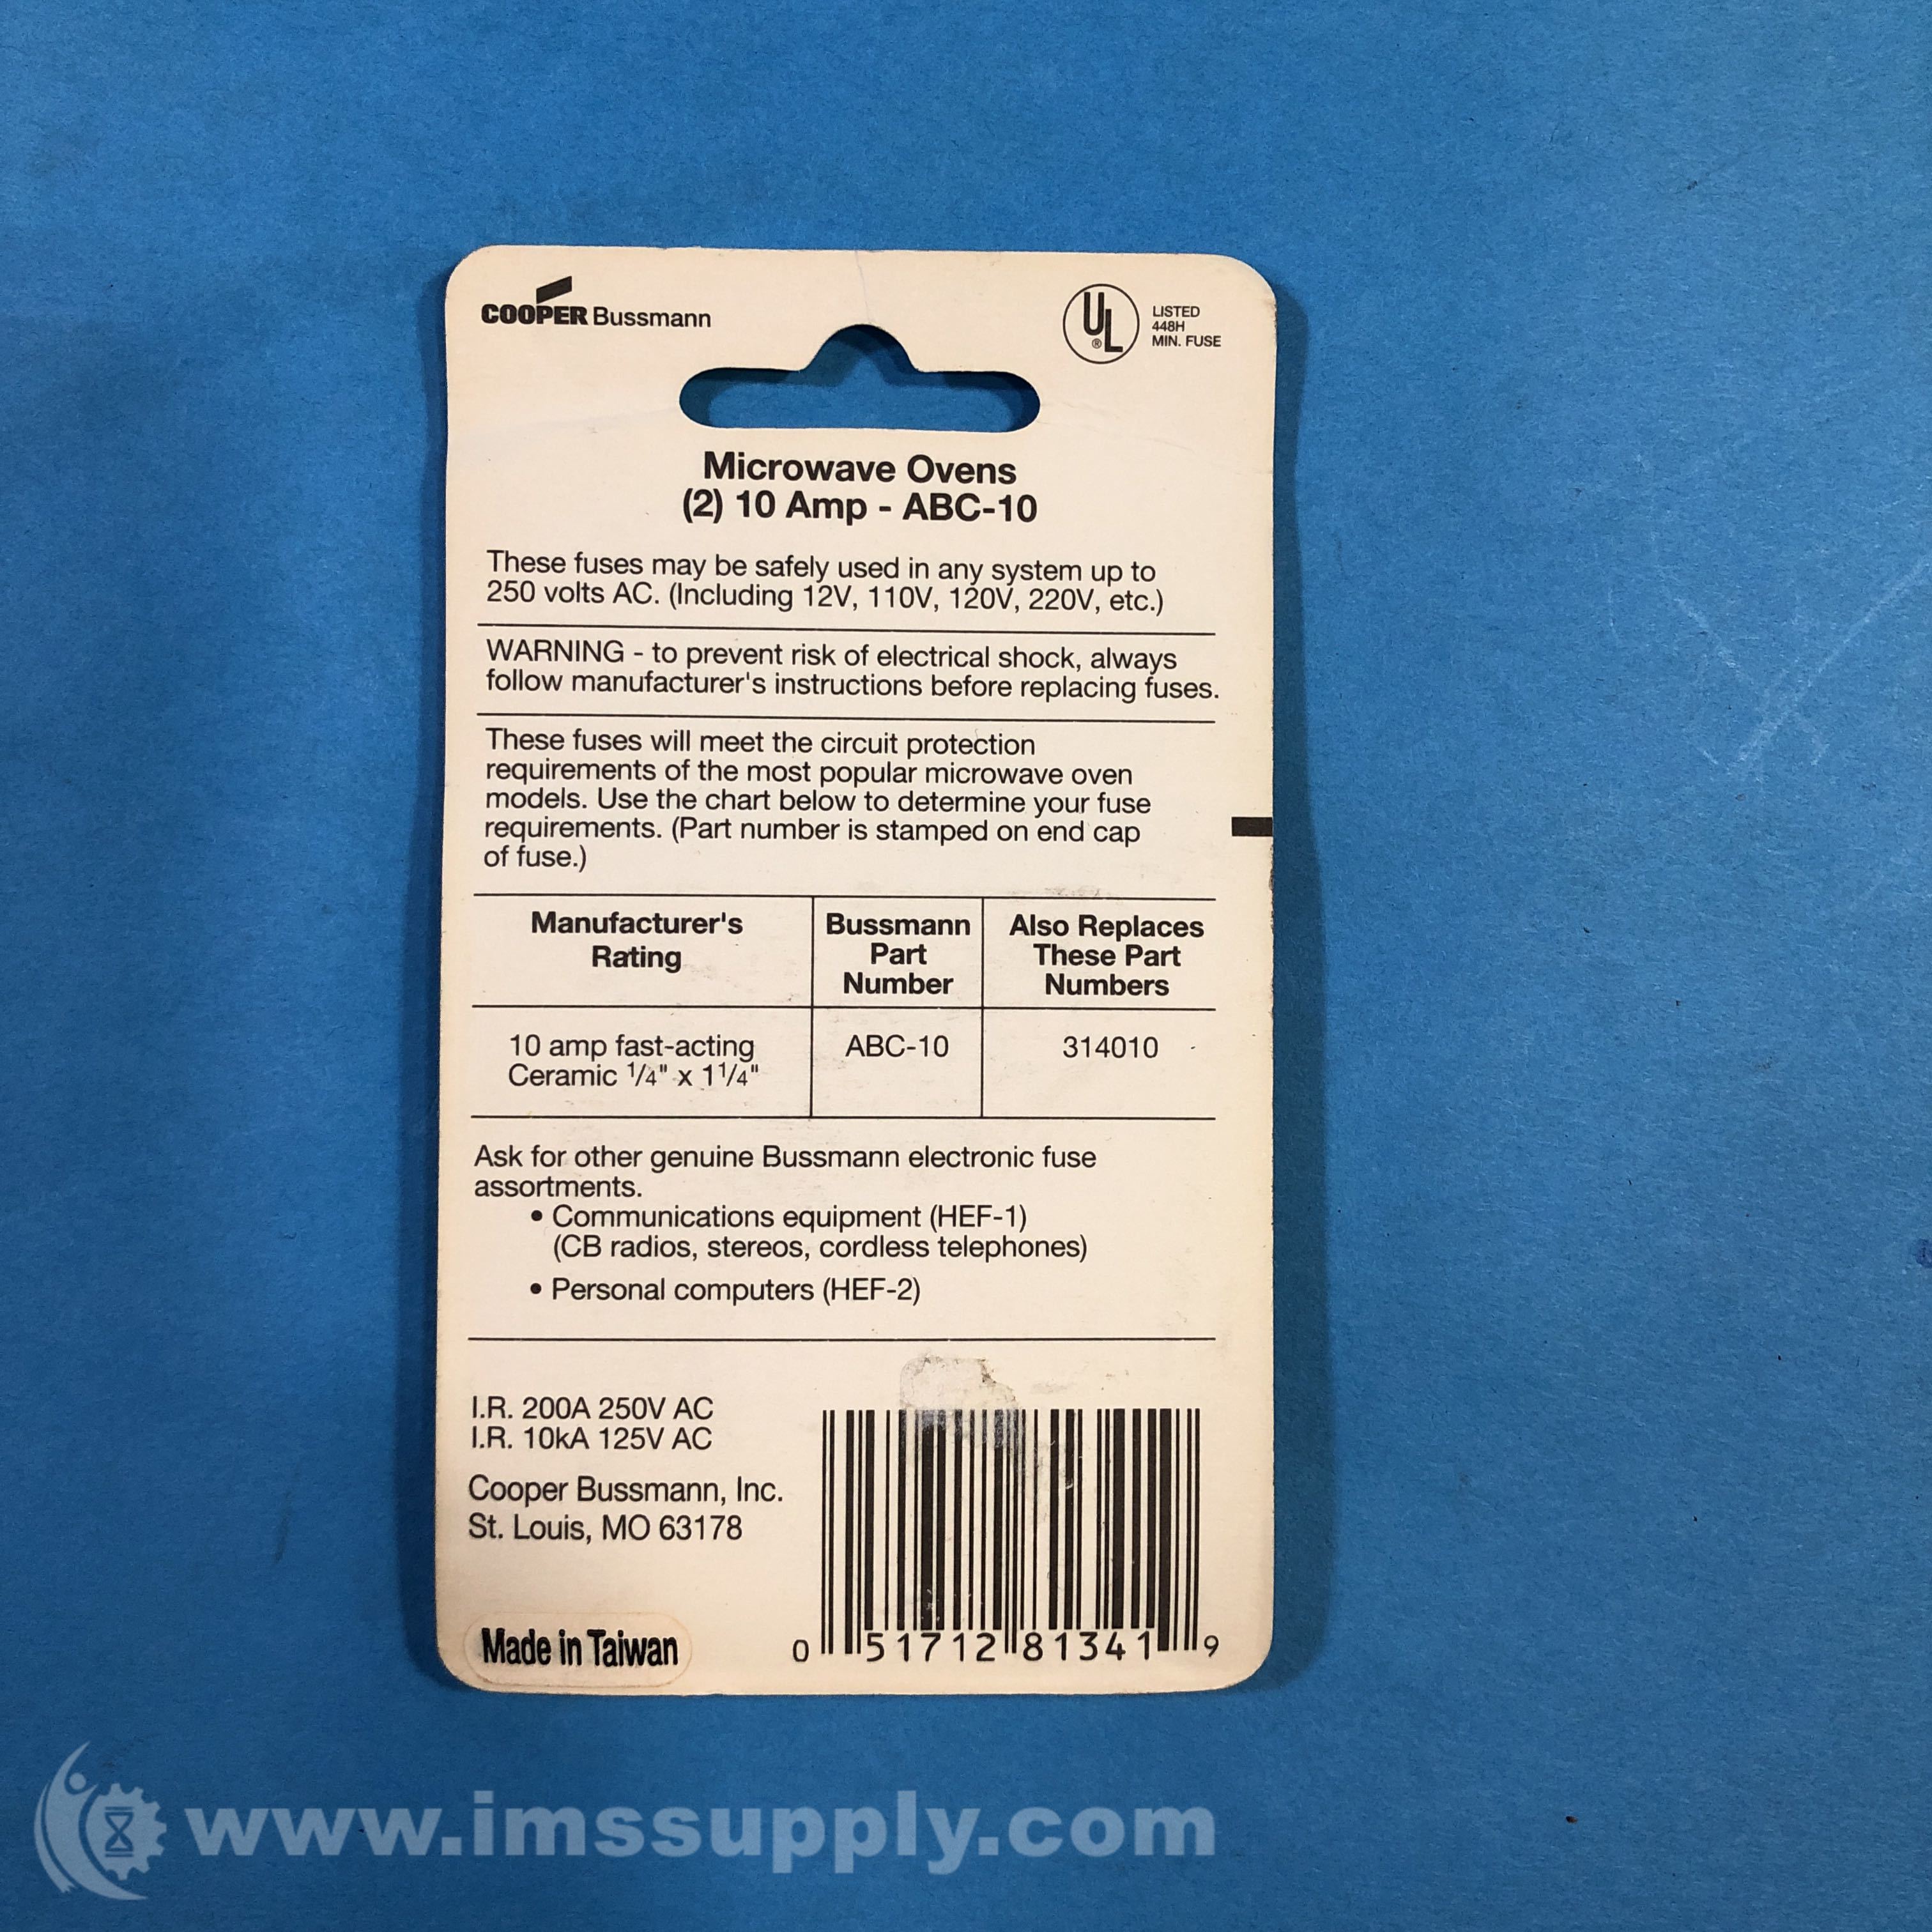 COOPER Bussmann
UL
®
LISTED
448H
MIN. FUSE
Microwave Ovens
(2) 10 Amp - ABC-10
These fuses may be safely used in any system up to
250 volts AC. (Including 12V, 110V, 120V, 220V, etc.)
WARNING - to prevent risk of electrical shock, always
follow manufacturer's instructions before replacing fuses.
These fuses will meet the circuit protection
requirements of the most popular microwave oven
models. Use the chart below to determine your fuse
requirements. (Part number is stamped on end cap
of fuse.)
Manufacturer's
Rating
Bussmann
Part
Number
Also Replaces
These Part
Numbers
10 amp fast-acting
Ceramic 1/4" x 1 1/4"
ABC-10
314010
Ask for other genuine Bussmann electronic fuse
assortments.
• Communications equipment (HEF-1)
(CB radios, stereos, cordless telephones)
• Personal computers (HEF-2)
I.R. 200A 250V AC
I.R. 10kA 125V AC
Cooper Bussmann, Inc.
St. Louis, MO 63178
Made in Taiwan
0 51712 81341 9
www.imssupply.com